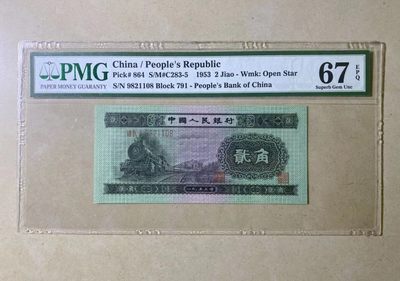 PMG
PAPER MONEY GUARANTY
China / People's Republic
Pick# 864 S/M#C283-5 1953 2 Jiao - Wmk: Open Star
S/N 9821108 Block 791 - People's Bank of China
67 EPQ
Superb Gem Unc
中國人民銀行
貳角